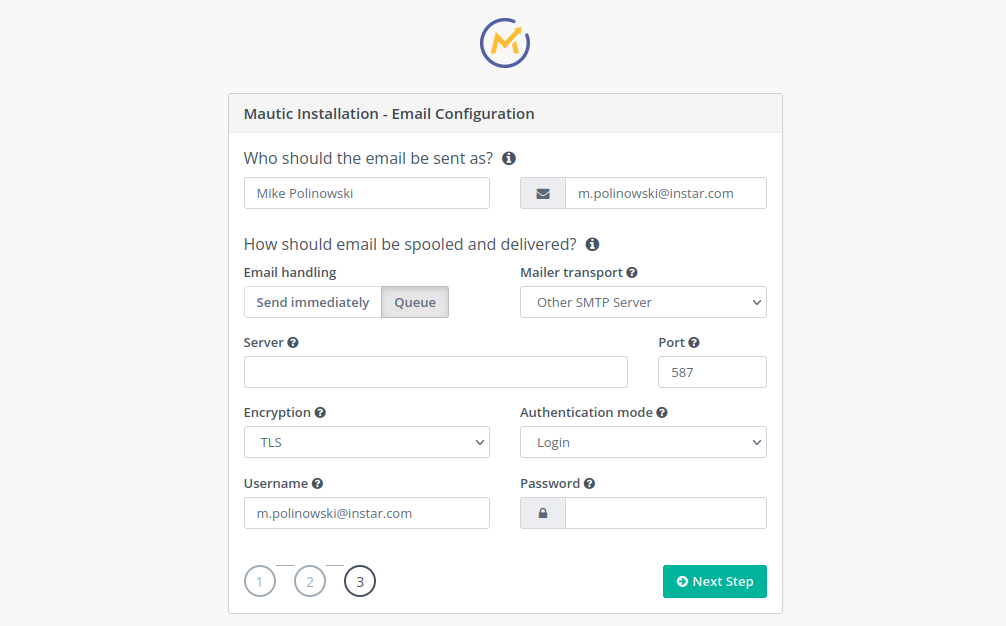 Mautic Installation - Email Configuration
Who should the email be sent as?
Mike Polinowski
m.polinowski@instar.com
How should email be spooled and delivered?
Email handling
Mailer transport
Send immediately
Queue
Other SMTP Server
Server
Port
587
Encryption
Authentication mode
TLS
Login
Username
Password
m.polinowski@instar.com
1
2
3
Next Step